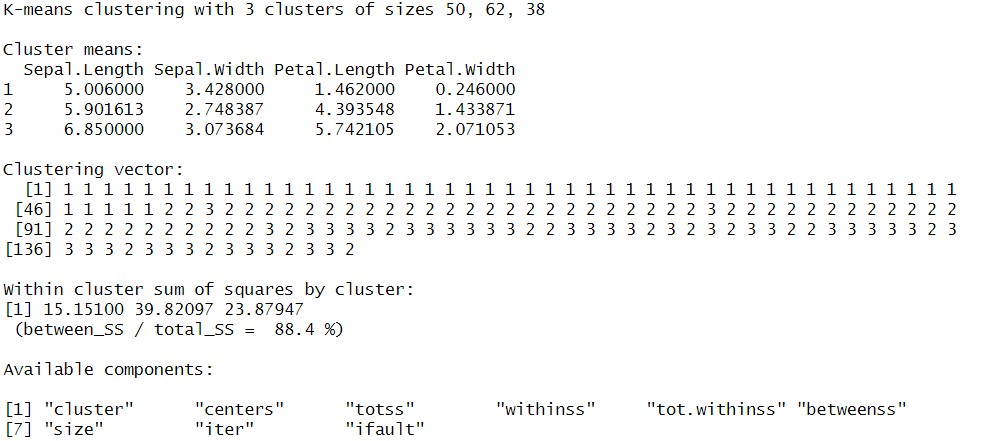 K-means clustering with 3 clusters of sizes 50, 62, 38
Cluster means:
Sepal.Length Sepal.Width Petal.Length Petal.Width
1 5.006000 3.428000 1.462000 0.246000
2 5.901613 2.748387 4.393548 1.433871
3 6.850000 3.073684 5.742105 2.071053
Clustering vector:
[1] 1 1 1 1 1 1 1 1 1 1 1 1 1 1 1 1 1 1 1 1 1 1 1 1 1 1 1 1 1 1 1 1 1 1 1 1 1 1 1 1 1 1 1 1 1
[46] 1 1 1 1 1 2 2 3 2 2 2 2 2 2 2 2 2 2 2 2 2 2 2 2 2 2 2 2 2 2 2 2 3 2 2 2 2 2 2 2 2 2 2 2 2
[91] 2 2 2 2 2 2 2 2 2 2 3 2 3 3 3 3 2 3 3 3 3 3 3 2 2 3 3 3 3 2 3 2 3 2 3 3 2 2 3 3 3 3 3 2 3
[136] 3 3 3 2 3 3 3 2 3 3 3 2 3 3 2
Within cluster sum of squares by cluster:
[1] 15.15100 39.82097 23.87947
(between_SS / total_SS = 88.4 %)
Available components:
[1] "cluster" "centers" "totss" "withinss" "tot.withinss" "betweenss"
[7] "size" "iter" "ifault"